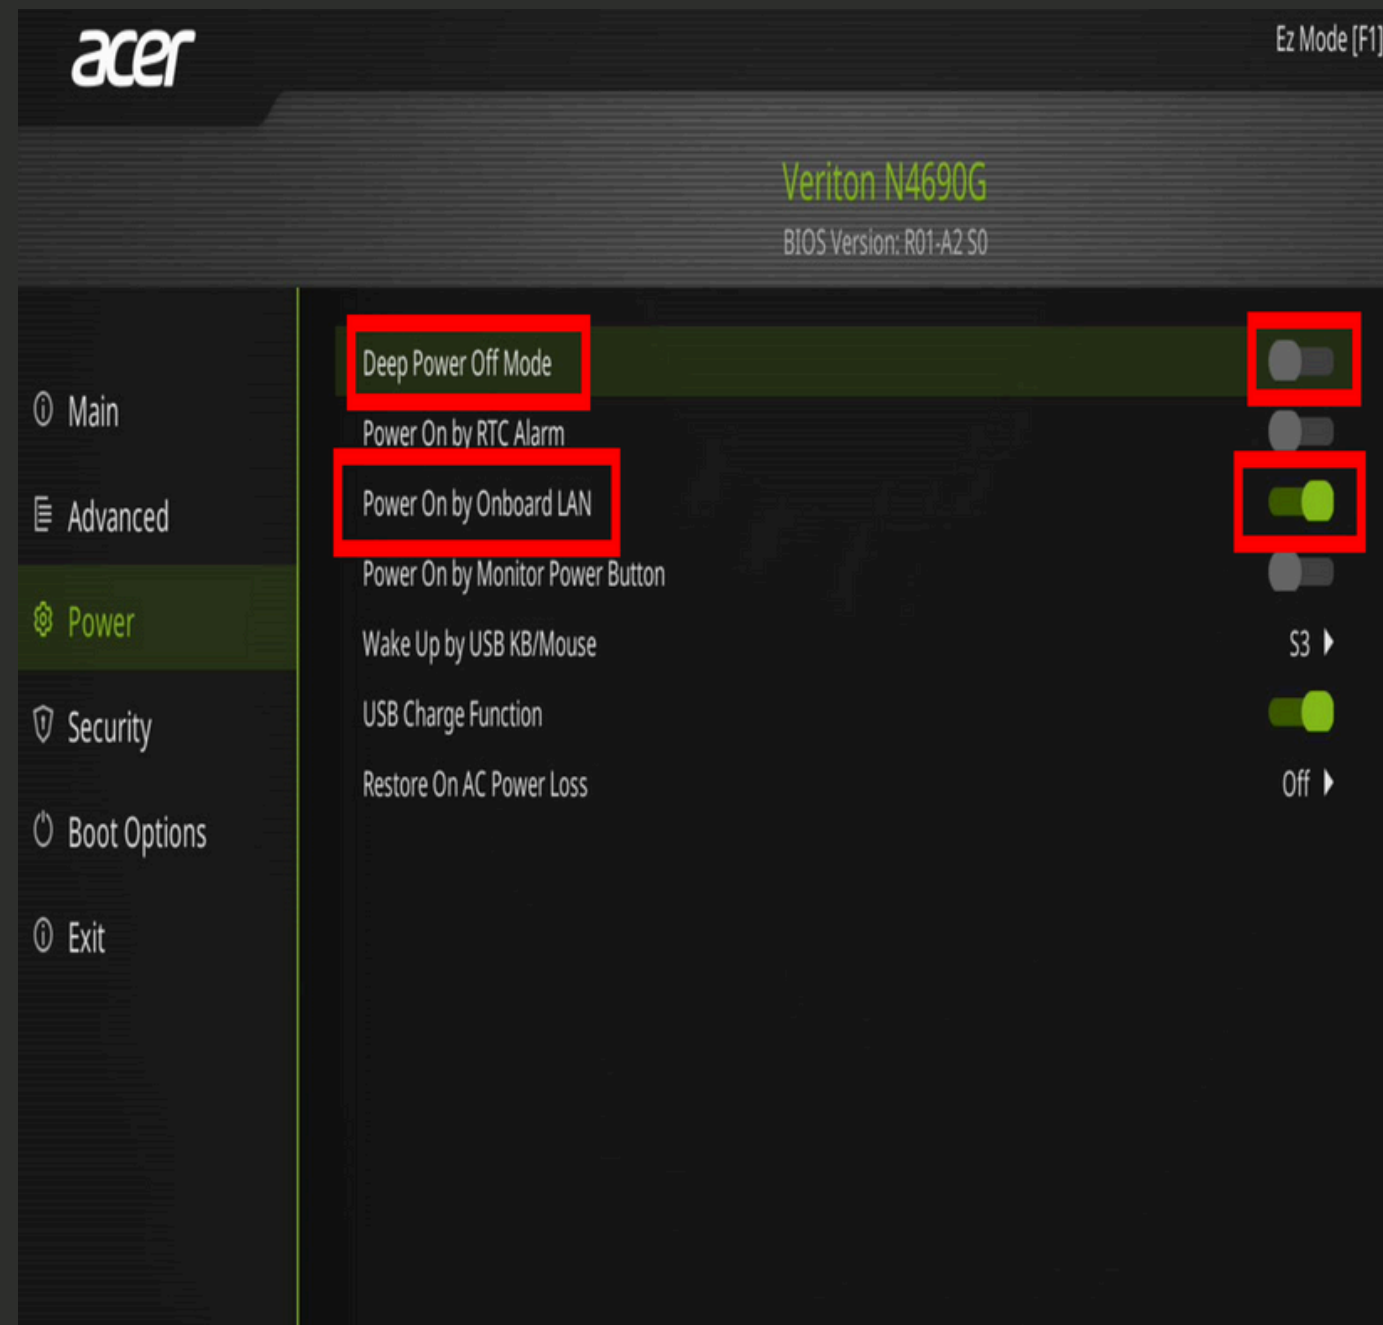 acer
Ez Mode [F1]
Veriton N4690G
BIOS Version: R01-A2 S0
Main
Advanced
Power
Security
Boot Options
Exit
Deep Power Off Mode
Power On by RTC Alarm
Power On by Onboard LAN
Power On by Monitor Power Button
Wake Up by USB KB/Mouse S3
USB Charge Function
Restore On AC Power Loss Off